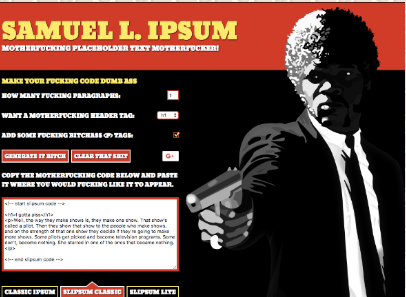 SAMUEL L. IPSUM
MOTHERFUCKING PLACEHOLDER TEXT MOTHERFUCKER!
MAKE YOUR FUCKING CODE DUMB ASS
HOW MANY FUCKING PARAGRAPHS:
1
WANT A MOTHERFUCKING HEADER TAG:
h1
ADD SOME FUCKING BITCHASS <P> TAGS:
GENERATE IT BITCH CLEAR THAT SHIT
COPY THE MOTHERFUCKING CODE BELOW AND PASTE
IT WHERE YOU WOULD FUCKING LIKE IT TO APPEAR.
<!-- start slipsum code -->
<h1>I gotta piss</h1>
<p>Well, the way they make shows is, they make one show. That show's
called a pilot. Then they show that show to the people who make shows,
and on the strength of that one show they decide if they're going to make
more shows. Some pilots get picked and become television programs. Some
don't, become nothing. She starred in one of the ones that became nothing.
</p>
<!-- end slipsum code -->
CLASSIC IPSUM SLIPSUM CLASSIC SLIPSUM LITE